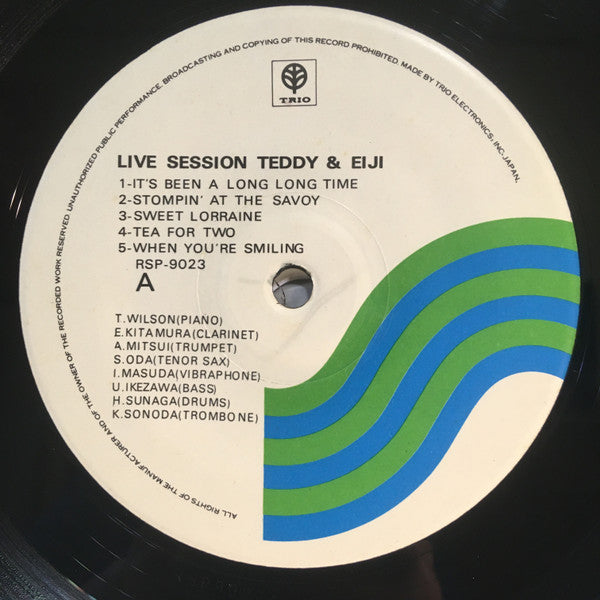 ALL RIGHTS OF THE MANUFACTURER AND OF THE OWNER OF THE RECORDED WORK RESERVED UNAUTHORIZED PUBLIC PERFORMANCE. BROADCASTING AND COPYING OF THIS RECORD PROHIBITED. MADE BY TRIO ELECTRONICS, INC. JAPAN.
TRIO
LIVE SESSION TEDDY & EIJI
1-IT'S BEEN A LONG LONG TIME
2-STOMPIN' AT THE SAVOY
3-SWEET LORRAINE
4-TEA FOR TWO
5-WHEN YOU'RE SMILING
RSP-9023
A
T.WILSON(PIANO)
E.KITAMURA(CLARINET)
A.MITSUI(TRUMPET)
S.ODA(TENOR SAX)
I.MASUDA(VIBRAPHONE)
U.IKEZAWA(BASS)
H.SUNAGA(DRUMS)
K.SONODA(TROMBONE)